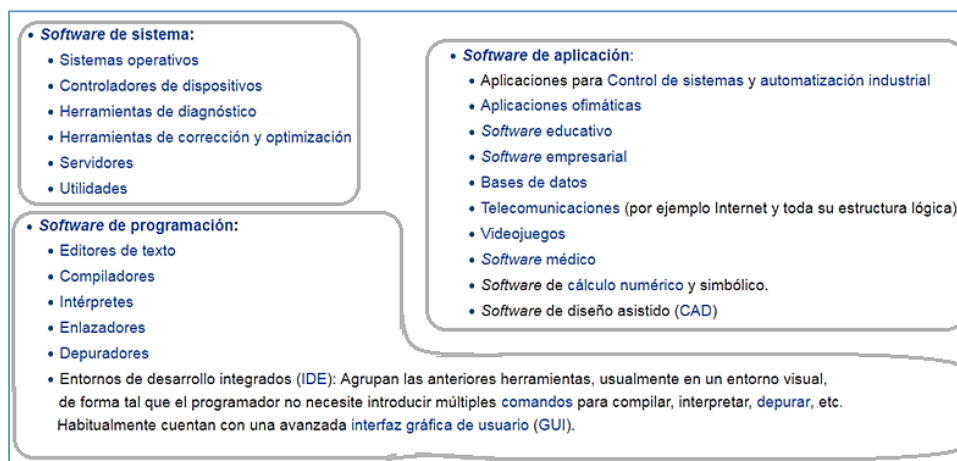 Software de sistema:
Sistemas operativos
Controladores de dispositivos
Herramientas de diagnóstico
Herramientas de corrección y optimización
Servidores
Utilidades
Software de programación:
Editores de texto
Compiladores
Intérpretes
Enlazadores
Depuradores
Entornos de desarrollo integrados (IDE): Agrupan las anteriores herramientas, usualmente en un entorno visual,
de forma tal que el programador no necesite introducir múltiples comandos para compilar, interpretar, depurar, etc.
Habitualmente cuentan con una avanzada interfaz gráfica de usuario (GUI).
Software de aplicación:
Aplicaciones para Control de sistemas y automatización industrial
Aplicaciones ofimáticas
Software educativo
Software empresarial
Bases de datos
Telecomunicaciones (por ejemplo Internet y toda su estructura lógica)
Videojuegos
Software médico
Software de cálculo numérico y simbólico.
Software de diseño asistido (CAD)